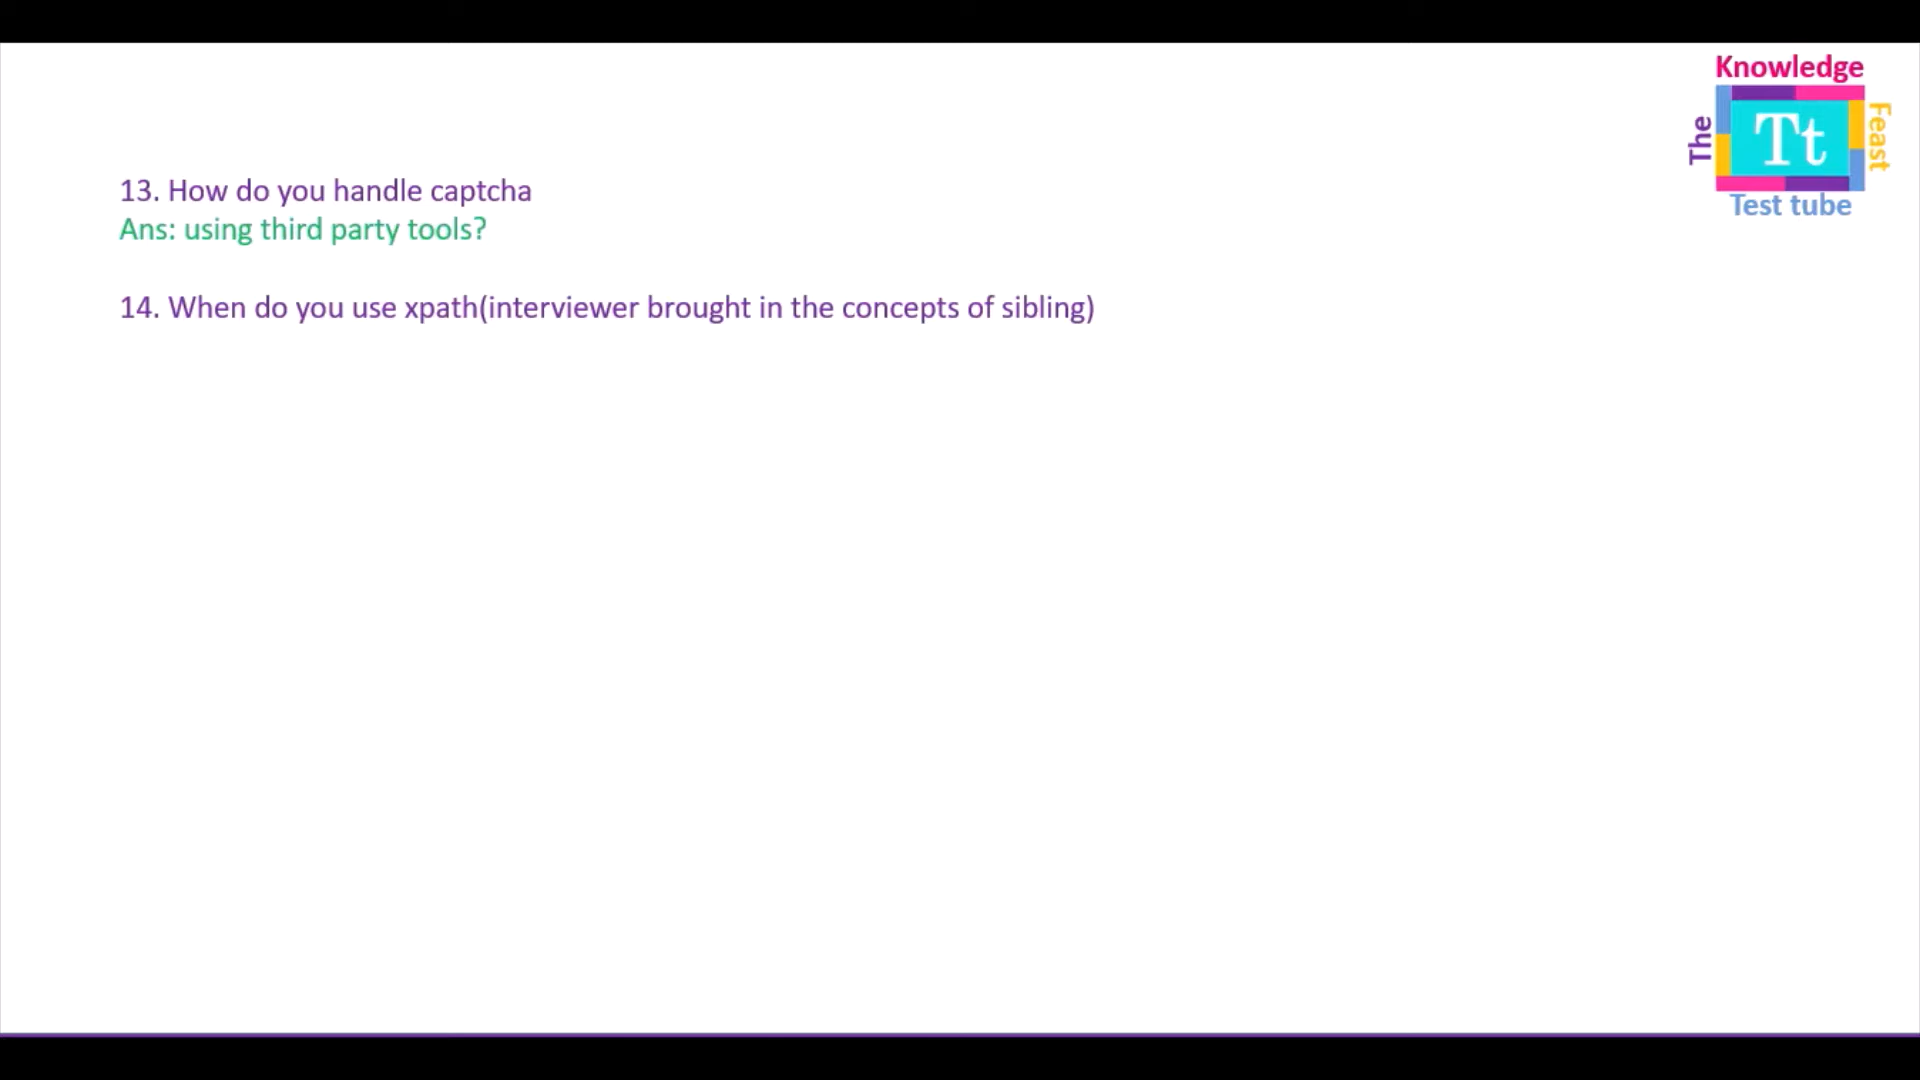 Knowledge
The
Tt
Feast
Test tube
13. How do you handle captcha
Ans: using third party tools?
14. When do you use xpath(interviewer brought in the concepts of sibling)